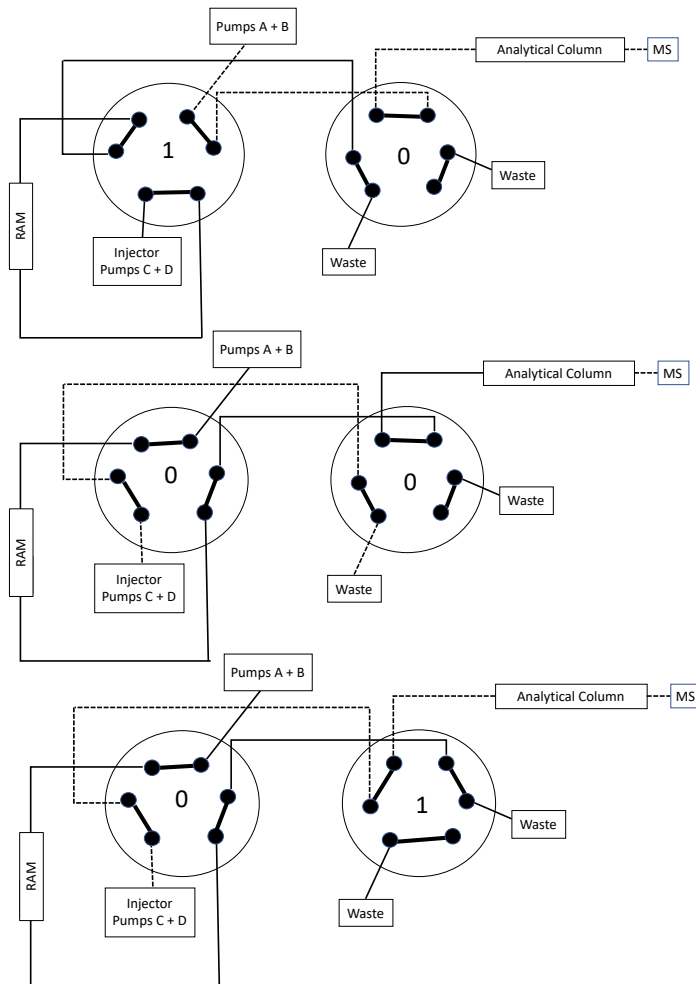 Pumps A + B
Analytical Column
MS
1
0
Waste
RAM
Injector
Pumps C + D
Waste
Pumps A + B
Analytical Column
MS
0
0
Waste
RAM
Injector
Pumps C + D
Waste
Pumps A + B
Analytical Column
MS
0
1
Waste
RAM
Injector
Pumps C + D
Waste